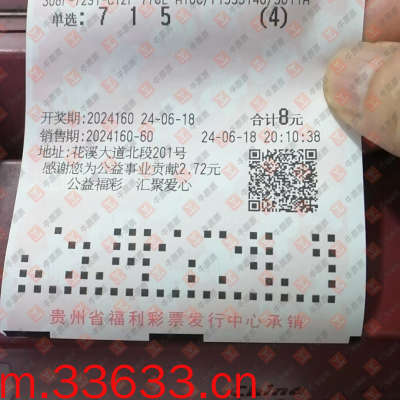 单选: 7 1 5 (4)
开奖期:2024160 24-06-18 合计8元
销售期:2024160-60 24-06-18 20:10:38
地址:花溪大道北段201号
感谢您为公益事业贡献2.72元
公益福彩 汇聚爱心
贵州省福利彩票发行中心承销
m.33633.cn